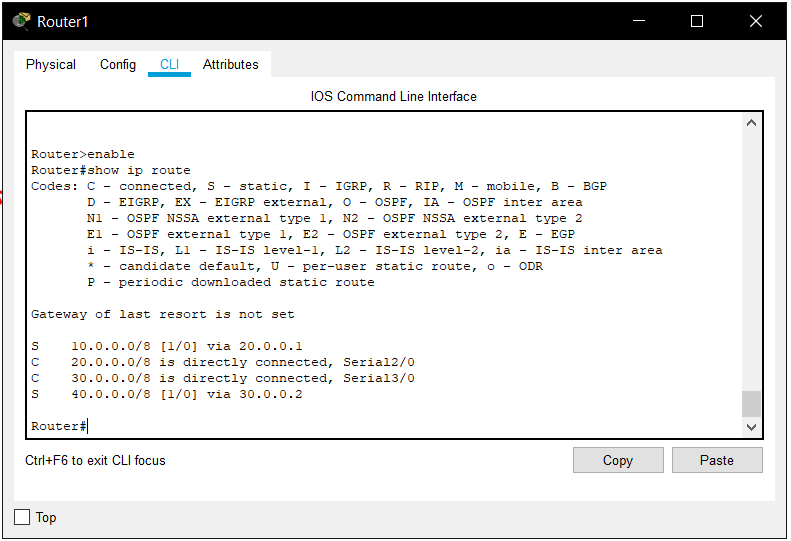 Router1
Physical Config CLI Attributes
IOS Command Line Interface
Router>enable
Router#show ip route
Codes: C - connected, S - static, I - IGRP, R - RIP, M - mobile, B - BGP
D - EIGRP, EX - EIGRP external, O - OSPF, IA - OSPF inter area
N1 - OSPF NSSA external type 1, N2 - OSPF NSSA external type 2
E1 - OSPF external type 1, E2 - OSPF external type 2, E - EGP
i - IS-IS, L1 - IS-IS level-1, L2 - IS-IS level-2, ia - IS-IS inter area
* - candidate default, U - per-user static route, o - ODR
P - periodic downloaded static route
Gateway of last resort is not set
S 10.0.0.0/8 [1/0] via 20.0.0.1
C 20.0.0.0/8 is directly connected, Serial2/0
C 30.0.0.0/8 is directly connected, Serial3/0
S 40.0.0.0/8 [1/0] via 30.0.0.2
Router#
Ctrl+F6 to exit CLI focus
Copy Paste
Top